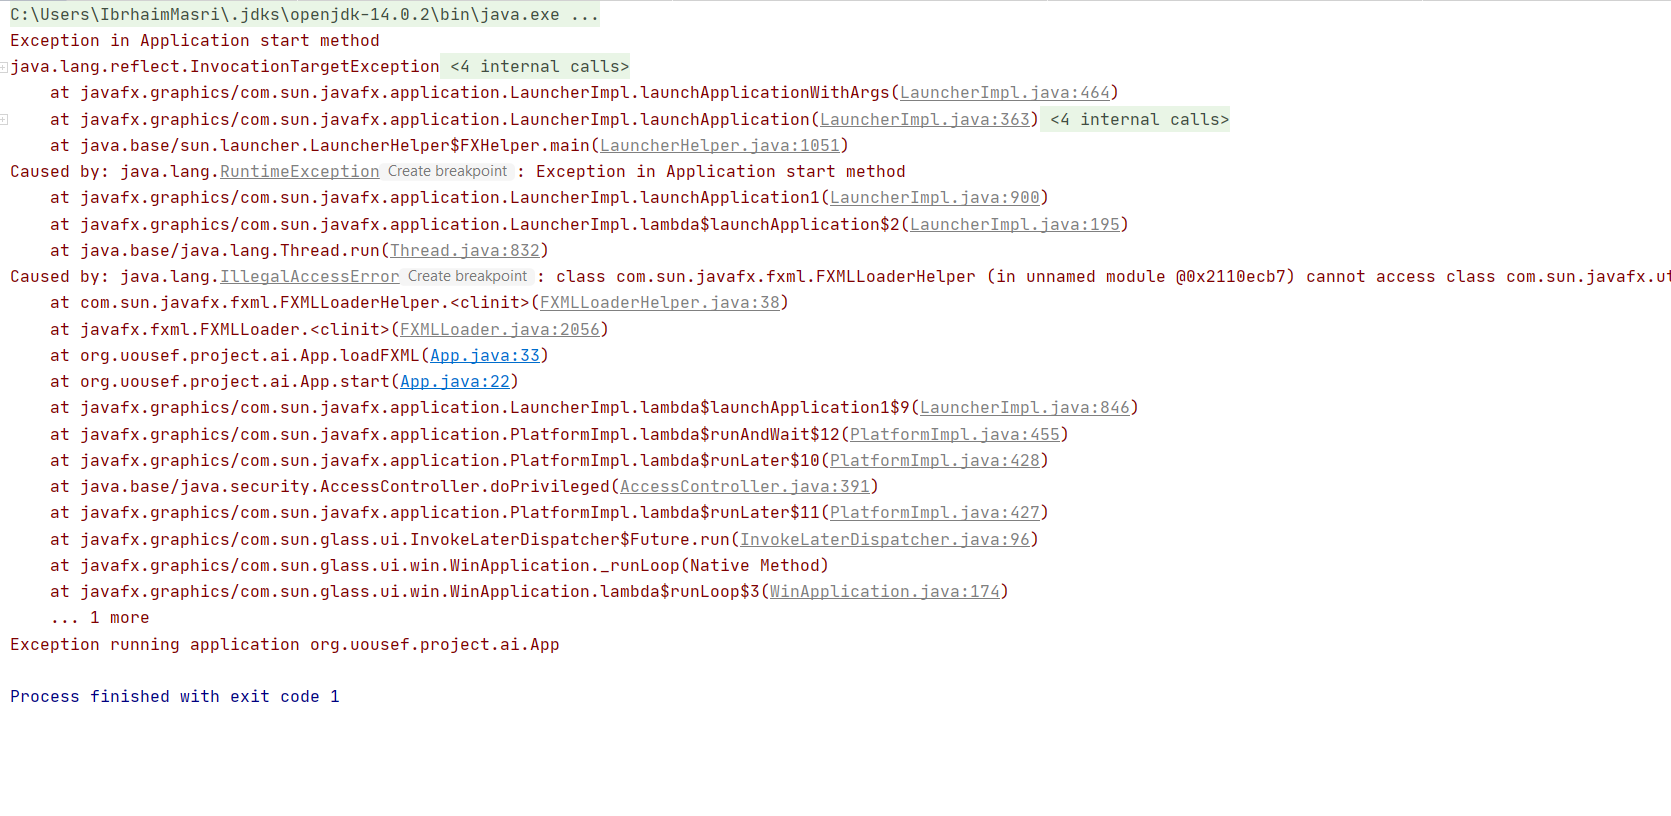 C:\Users\IbrhaimMasri\.jdks\openjdk-14.0.2\bin\java.exe ...
Exception in Application start method
java.lang.reflect.InvocationTargetException <4 internal calls>
    at javafx.graphics/com.sun.javafx.application.LauncherImpl.launchApplicationWithArgs(LauncherImpl.java:464)
    at javafx.graphics/com.sun.javafx.application.LauncherImpl.launchApplication(LauncherImpl.java:363) <4 internal calls>
    at java.base/sun.launcher.LauncherHelper$FXHelper.main(LauncherHelper.java:1051)
Caused by: java.lang.RuntimeException Create breakpoint : Exception in Application start method
    at javafx.graphics/com.sun.javafx.application.LauncherImpl.launchApplication1(LauncherImpl.java:900)
    at javafx.graphics/com.sun.javafx.application.LauncherImpl.lambda$launchApplication$2(LauncherImpl.java:195)
    at java.base/java.lang.Thread.run(Thread.java:832)
Caused by: java.lang.IllegalAccessError Create breakpoint : class com.sun.javafx.fxml.FXMLLoaderHelper (in unnamed module @0x2110ecb7) cannot access class com.sun.javafx.ut
    at com.sun.javafx.fxml.FXMLLoaderHelper.<clinit>(FXMLLoaderHelper.java:38)
    at javafx.fxml.FXMLLoader.<clinit>(FXMLLoader.java:2056)
    at org.uousef.project.ai.App.loadFXML(App.java:33)
    at org.uousef.project.ai.App.start(App.java:22)
    at javafx.graphics/com.sun.javafx.application.LauncherImpl.lambda$launchApplication1$9(LauncherImpl.java:846)
    at javafx.graphics/com.sun.javafx.application.PlatformImpl.lambda$runAndWait$12(PlatformImpl.java:455)
    at javafx.graphics/com.sun.javafx.application.PlatformImpl.lambda$runLater$10(PlatformImpl.java:428)
    at java.base/java.security.AccessController.doPrivileged(AccessController.java:391)
    at javafx.graphics/com.sun.javafx.application.PlatformImpl.lambda$runLater$11(PlatformImpl.java:427)
    at javafx.graphics/com.sun.glass.ui.InvokeLaterDispatcher$Future.run(InvokeLaterDispatcher.java:96)
    at javafx.graphics/com.sun.glass.ui.win.WinApplication._runLoop(Native Method)
    at javafx.graphics/com.sun.glass.ui.win.WinApplication.lambda$runLoop$3(WinApplication.java:174)
    ... 1 more
Exception running application org.uousef.project.ai.App
Process finished with exit code 1